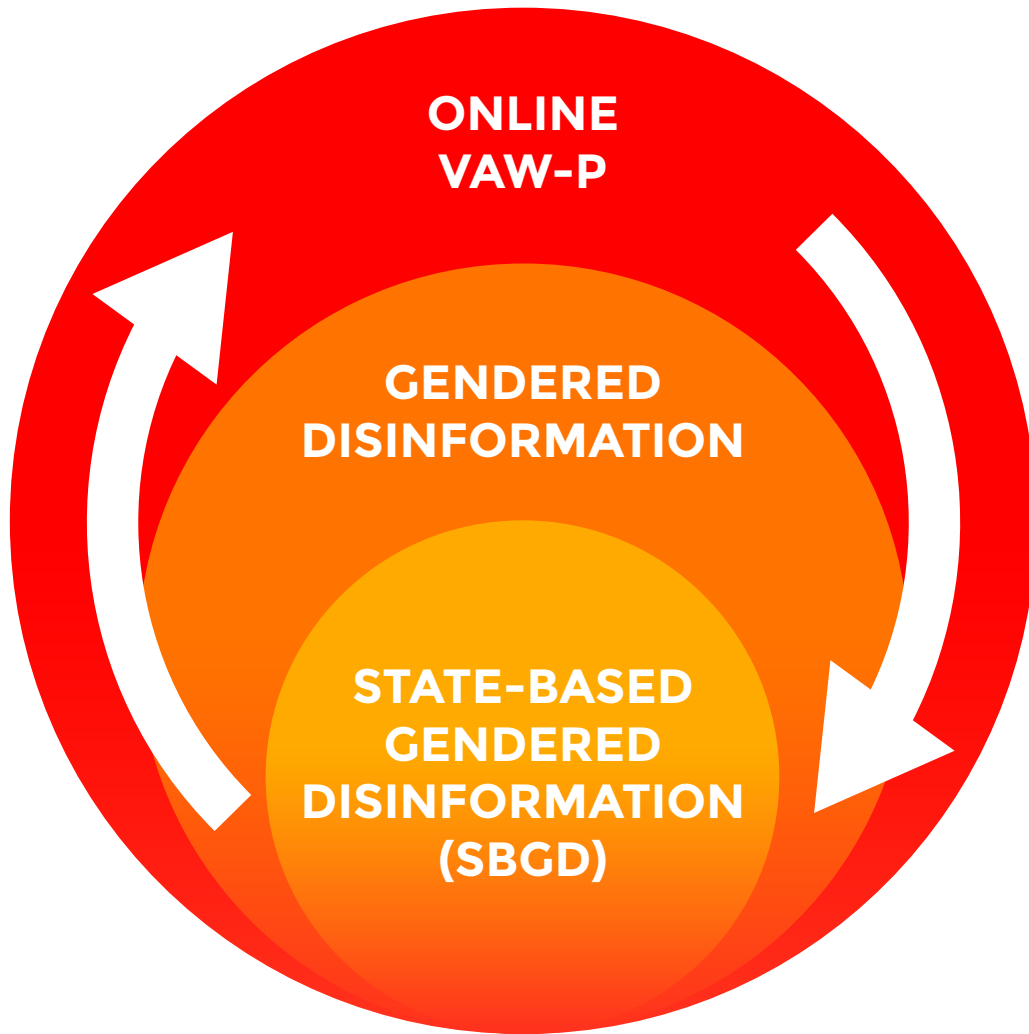 ONLINE
VAW-P
GENDERED
DISINFORMATION
STATE-BASED
GENDERED
DISINFORMATION
(SBGD)